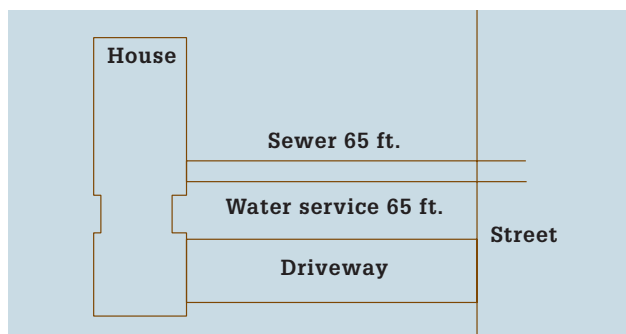 House
Sewer 65 ft.
Water service 65 ft.
Street
Driveway